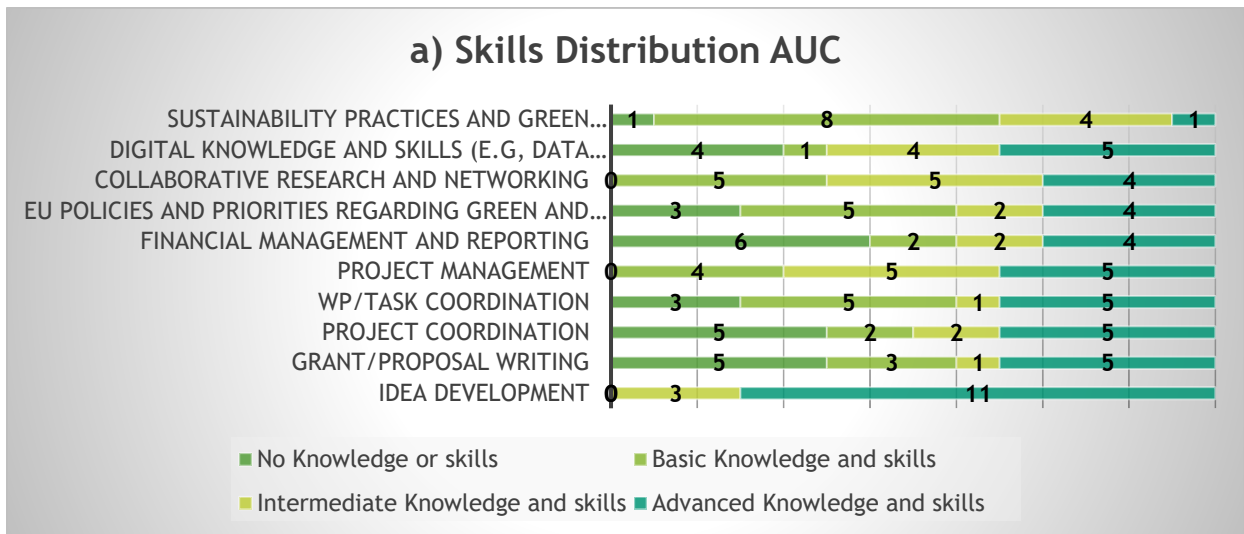 a) Skills Distribution AUC
SUSTAINABILITY PRACTICES AND GREEN… 1 8 4 1
DIGITAL KNOWLEDGE AND SKILLS (E.G, DATA… 4 1 4 5
COLLABORATIVE RESEARCH AND NETWORKING 0 5 5 4
EU POLICIES AND PRIORITIES REGARDING GREEN AND… 3 5 2 4
FINANCIAL MANAGEMENT AND REPORTING 6 2 2 4
PROJECT MANAGEMENT 0 4 5 5
WP/TASK COORDINATION 3 5 1 5
PROJECT COORDINATION 5 2 2 5
GRANT/PROPOSAL WRITING 5 3 1 5
IDEA DEVELOPMENT 0 3 11
No Knowledge or skills Basic Knowledge and skills
Intermediate Knowledge and skills Advanced Knowledge and skills